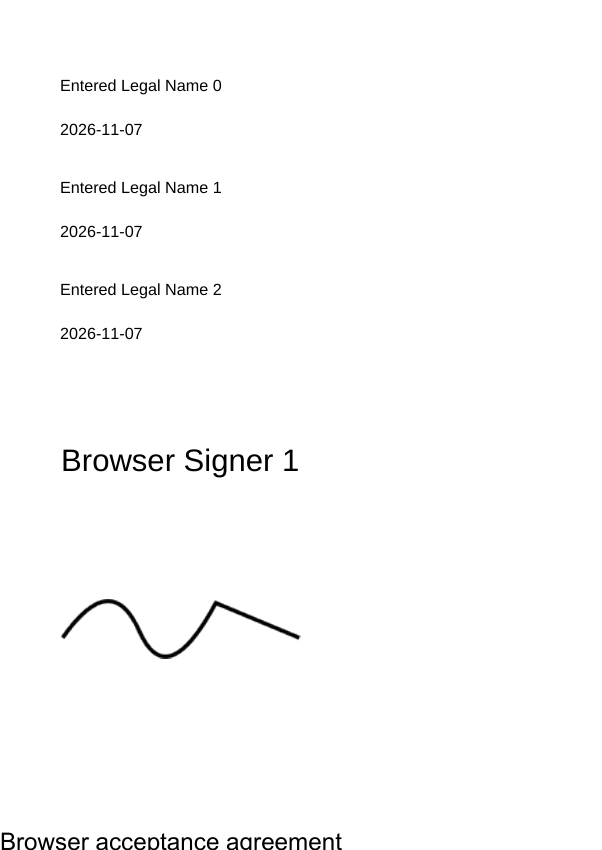 Entered Legal Name 0
2026-11-07
Entered Legal Name 1
2026-11-07
Entered Legal Name 2
2026-11-07
Browser Signer 1
Browser acceptance agreement